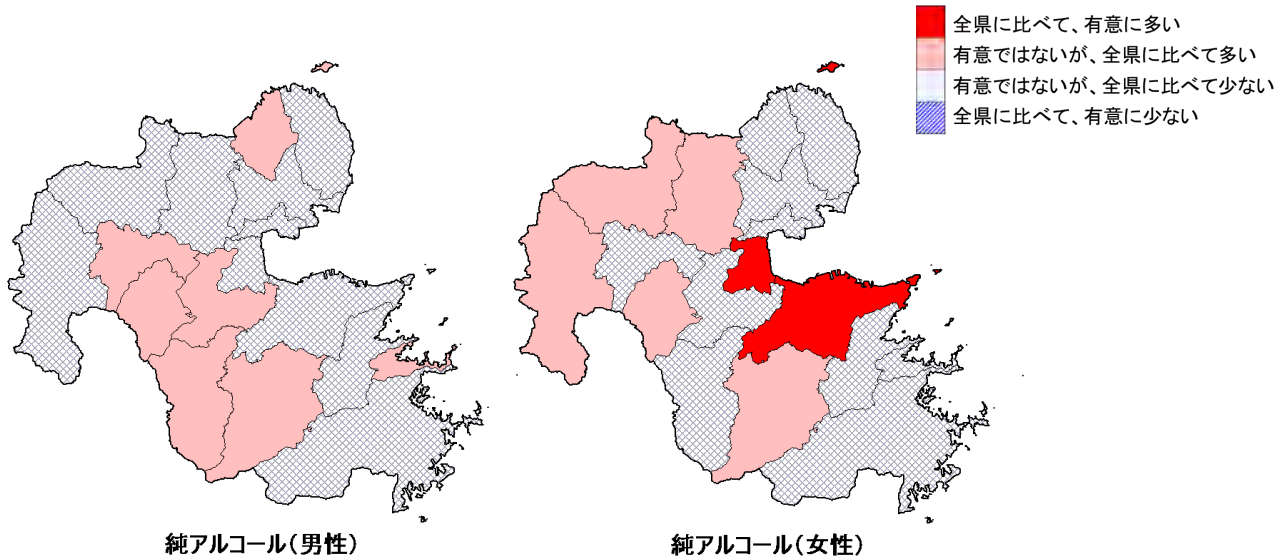 全県に比べて、有意に多い
有意ではないが、全県に比べて多い
有意ではないが、全県に比べて少ない
全県に比べて、有意に少ない
純アルコール(男性)
純アルコール(女性)